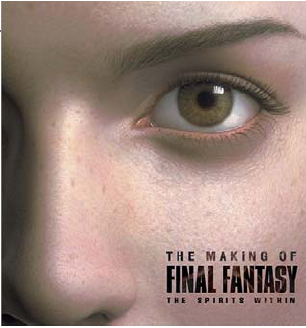 THE MAKING OF
FINAL FANTASY
THE SPIRITS WITHIN